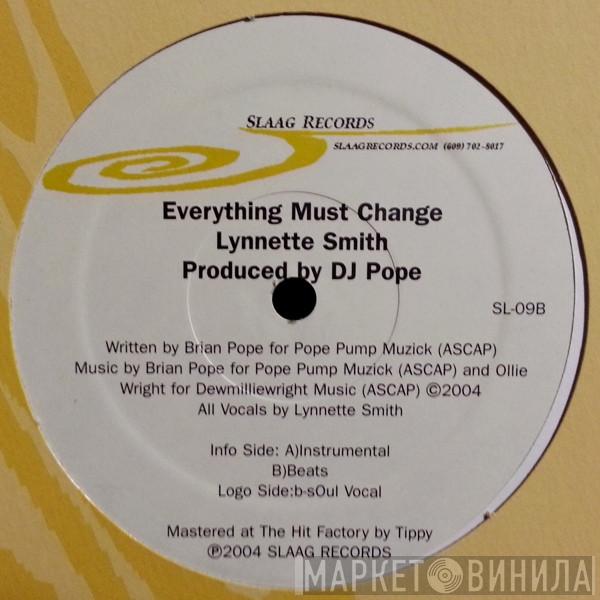 SLAAG RECORDS
SLAAGRECORDS.COM (609) 702-8017
Everything Must Change
Lynnette Smith
Produced by DJ Pope
SL-09B
Written by Brian Pope for Pope Pump Muzick (ASCAP)
Music by Brian Pope for Pope Pump Muzick (ASCAP) and Ollie
Wright for Dewmilliewright Music (ASCAP) ©2004
All Vocals by Lynnette Smith
Info Side: A)Instrumental
B)Beats
Logo Side:b-sOul Vocal
Mastered at The Hit Factory by Tippy
℗2004 SLAAG RECORDS
МАРКЕТ ВИНИЛА